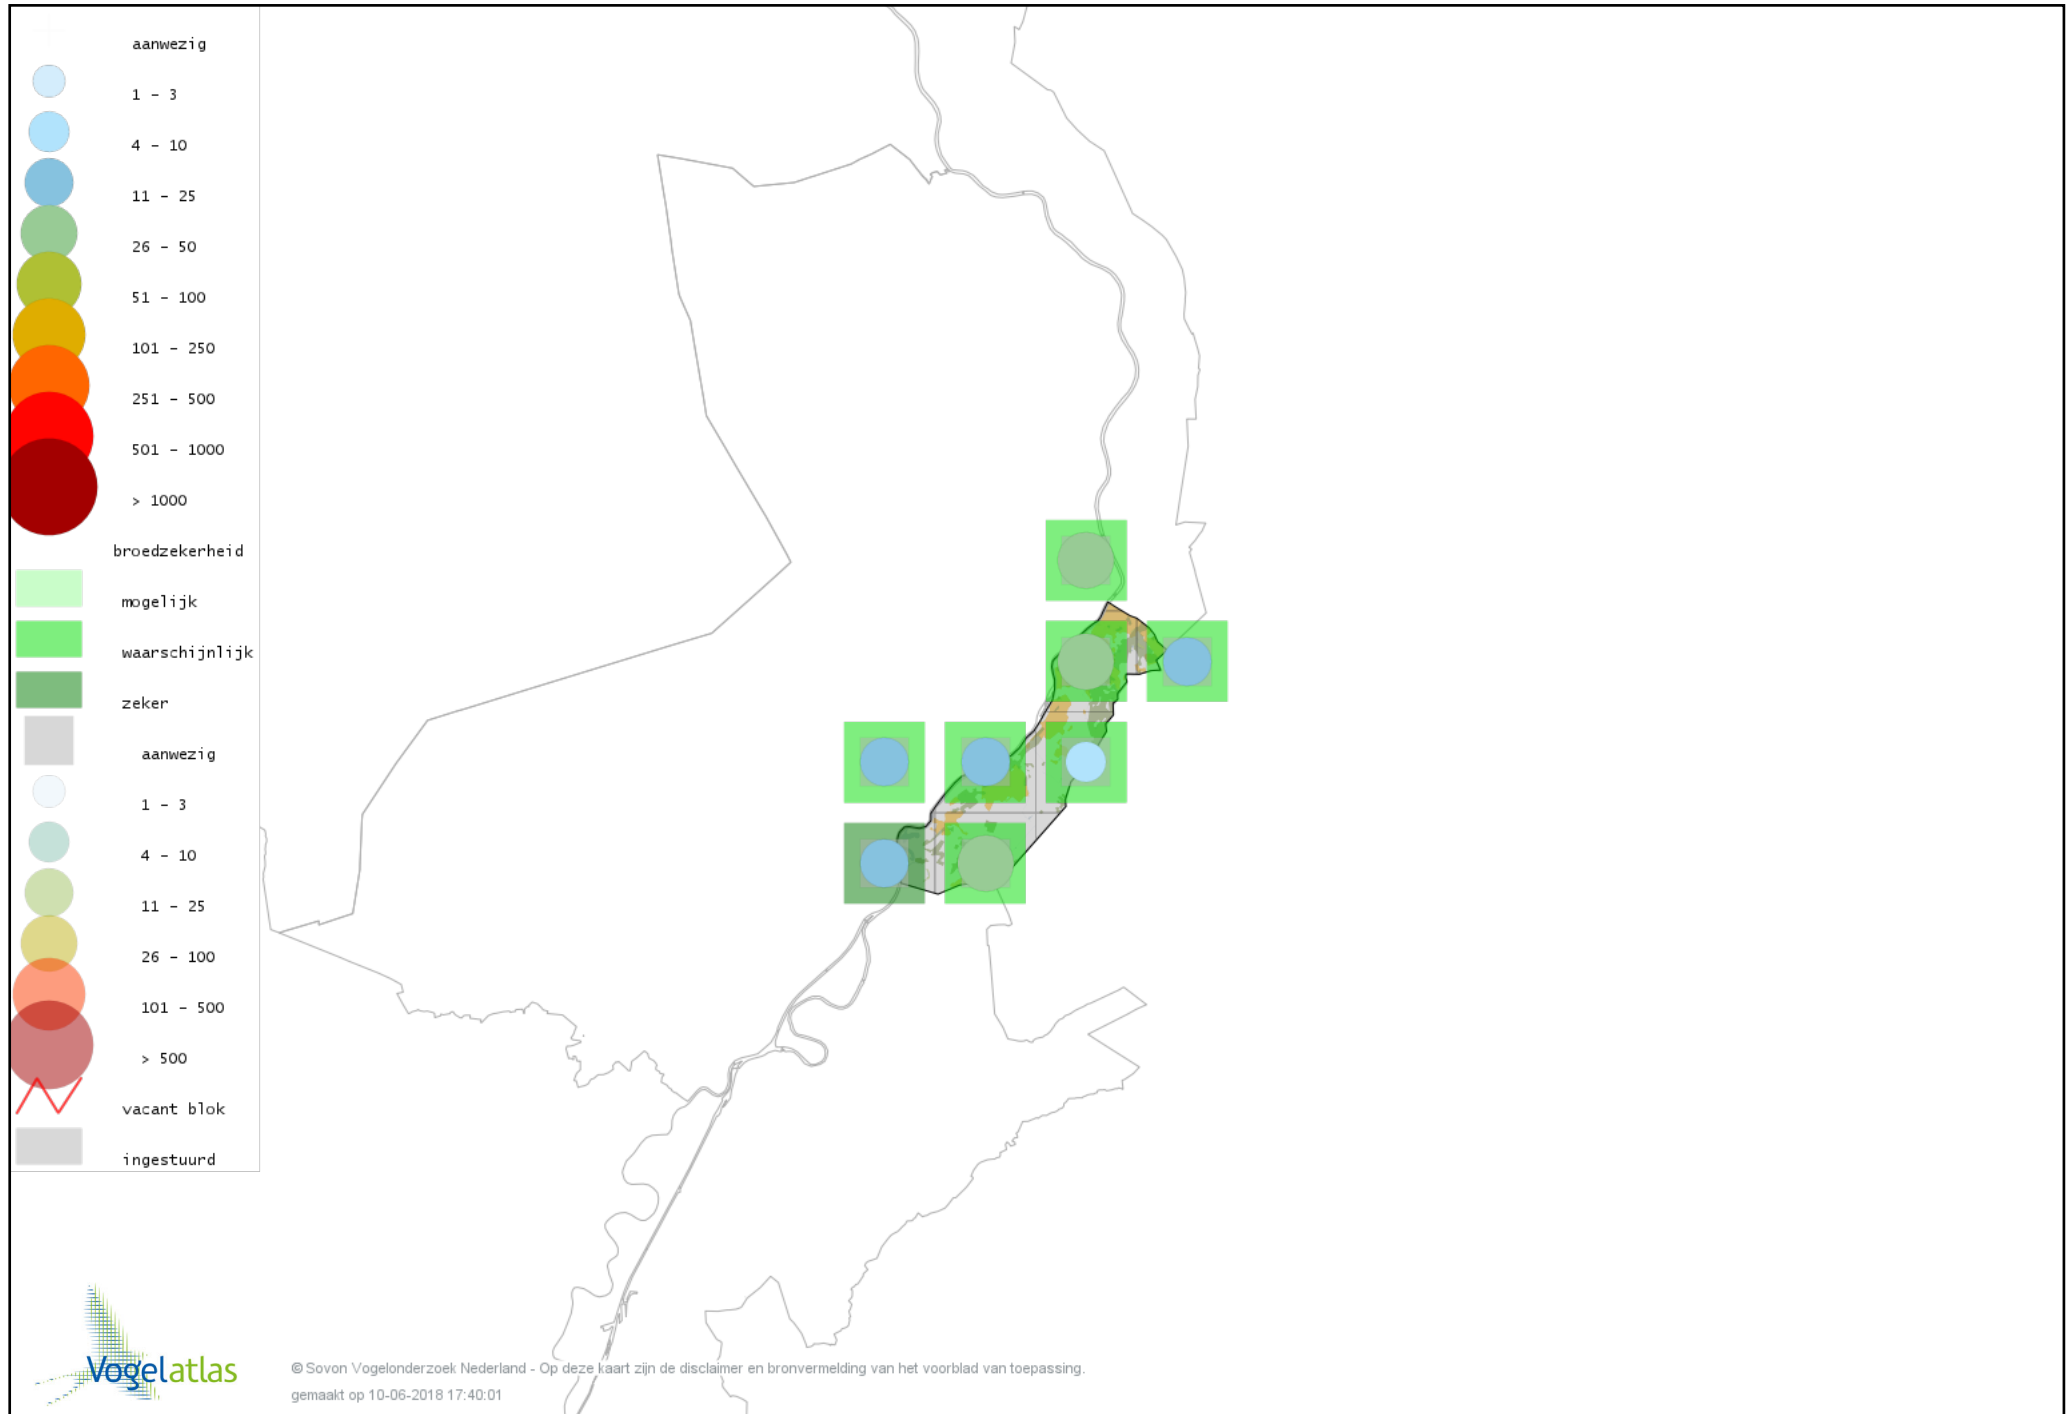 aanwezig
1 - 3
4 - 10
11 - 25
26 - 50
51 - 100
101 - 250
251 - 500
501 - 1000
> 1000
broedzekerheid
mogelijk
waarschijnlijk
zeker
aanwezig
1 - 3
4 - 10
11 - 25
26 - 100
101 - 500
> 500
vacant blok
ingestuurd
Vogelatlas
© Sovon Vogelonderzoek Nederland - Op deze kaart zijn de disclaimer en bronvermelding van het voorblad van toepassing.
gemaakt op 10-06-2018 17:40:01